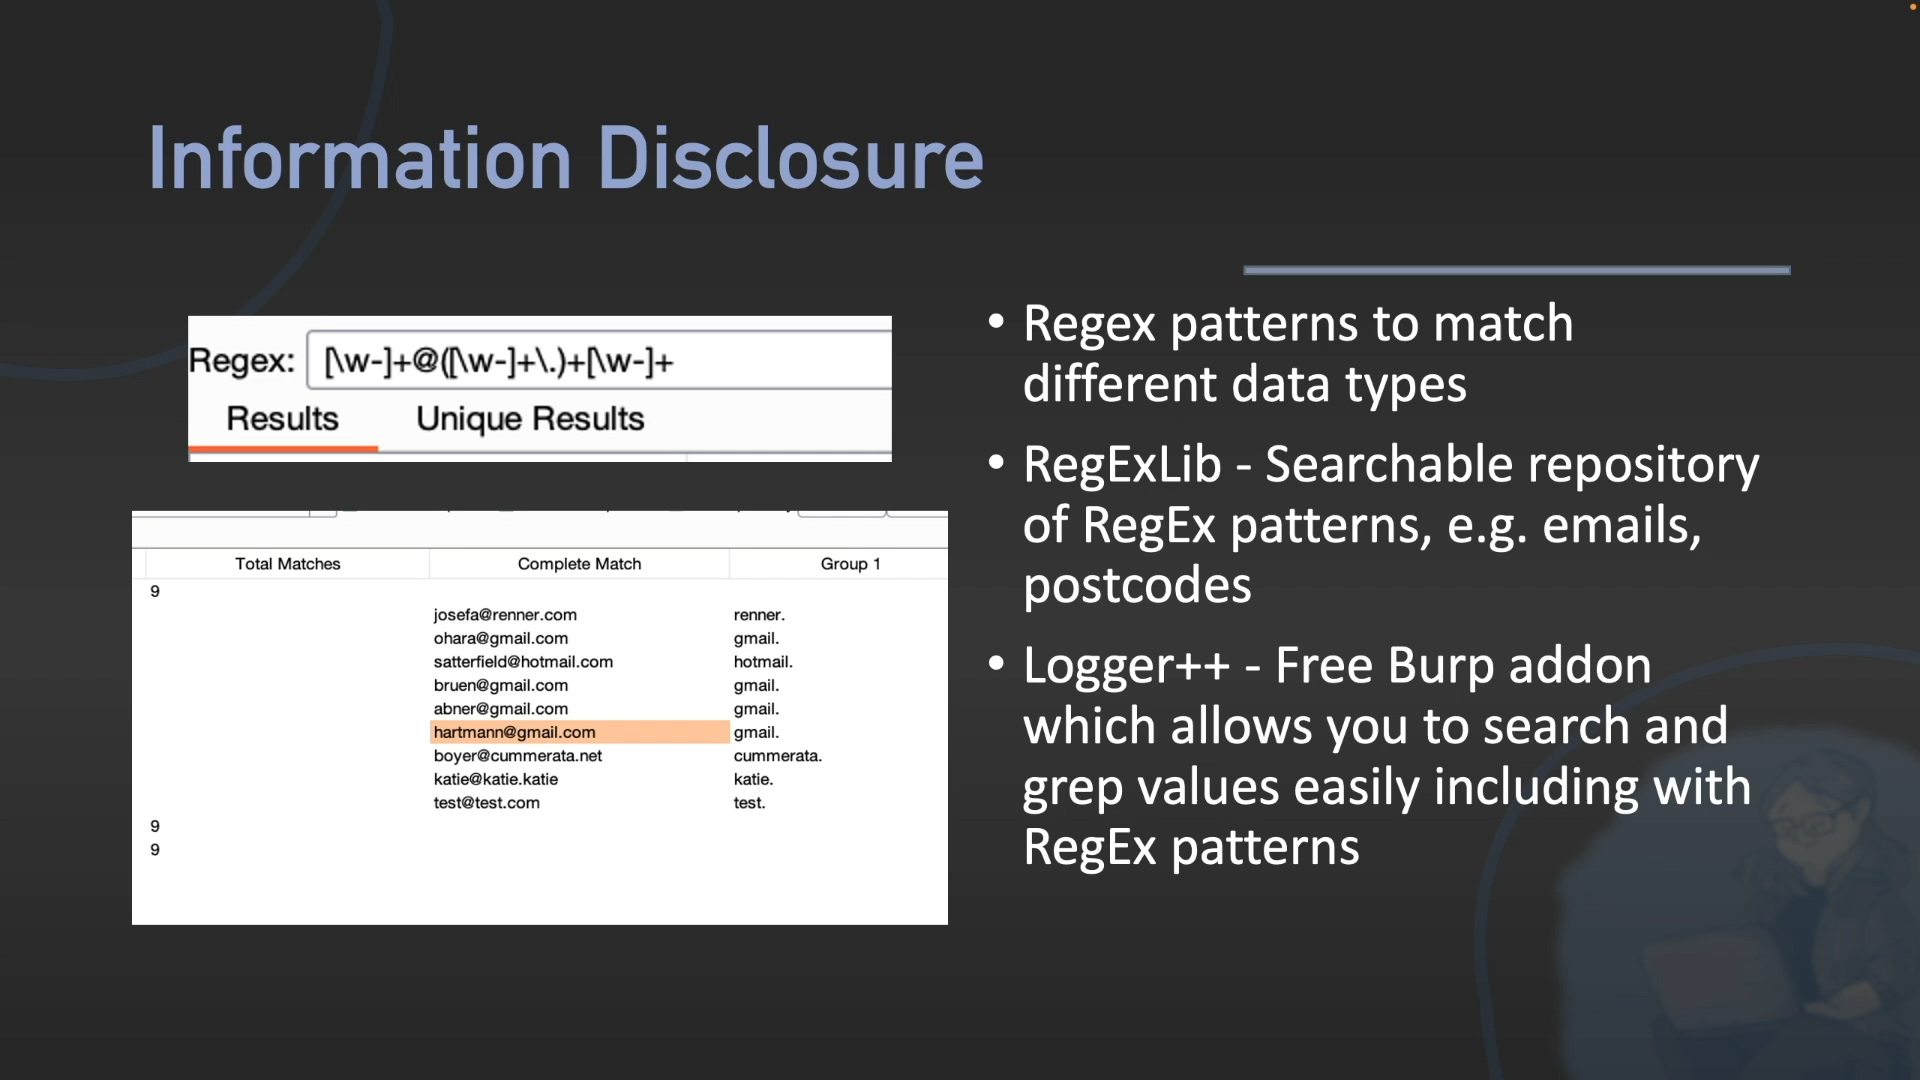 Information Disclosure
Regex: [\w-]+@([\w-]+\.)+[\w-]+
Results Unique Results
Total Matches Complete Match Group 1
9
josefa@renner.com renner.
ohara@gmail.com gmail.
satterfield@hotmail.com hotmail.
bruen@gmail.com gmail.
abner@gmail.com gmail.
hartmann@gmail.com gmail.
boyer@cummerata.net cummerata.
katie@katie.katie katie.
test@test.com test.
9
9
• Regex patterns to match
different data types
• RegExLib - Searchable repository
of RegEx patterns, e.g. emails,
postcodes
• Logger++ - Free Burp addon
which allows you to search and
grep values easily including with
RegEx patterns